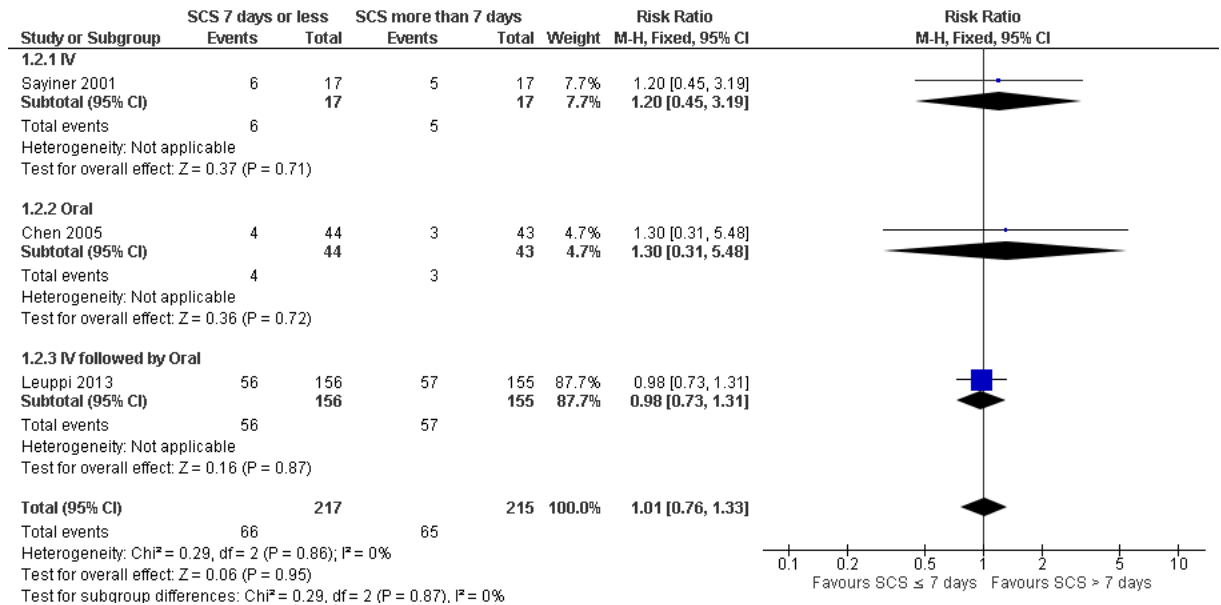 SCS 7 days or less SCS more than 7 days Risk Ratio Risk Ratio
Study or Subgroup Events Total Events Total Weight M-H, Fixed, 95% CI M-H, Fixed, 95% CI
1.2.1 IV
Sayiner 2001 6 17 5 17 7.7% 1.20 [0.45, 3.19]
Subtotal (95% CI) 17 17 7.7% 1.20 [0.45, 3.19]
Total events 6 5
Heterogeneity: Not applicable
Test for overall effect: Z = 0.37 (P = 0.71)
1.2.2 Oral
Chen 2005 4 44 3 43 4.7% 1.30 [0.31, 5.48]
Subtotal (95% CI) 44 43 4.7% 1.30 [0.31, 5.48]
Total events 4 3
Heterogeneity: Not applicable
Test for overall effect: Z = 0.36 (P = 0.72)
1.2.3 IV followed by Oral
Leuppi 2013 56 156 57 155 87.7% 0.98 [0.73, 1.31]
Subtotal (95% CI) 156 155 87.7% 0.98 [0.73, 1.31]
Total events 56 57
Heterogeneity: Not applicable
Test for overall effect: Z = 0.16 (P = 0.87)
Total (95% CI) 217 215 100.0% 1.01 [0.76, 1.33]
Total events 66 65
Heterogeneity: Chi² = 0.29, df = 2 (P = 0.86); I² = 0%
Test for overall effect: Z = 0.06 (P = 0.95)
Test for subgroup differences: Chi² = 0.29, df = 2 (P = 0.87), I² = 0%
0.1 0.2 0.5 1 2 5 10
Favours SCS ≤ 7 days Favours SCS > 7 days